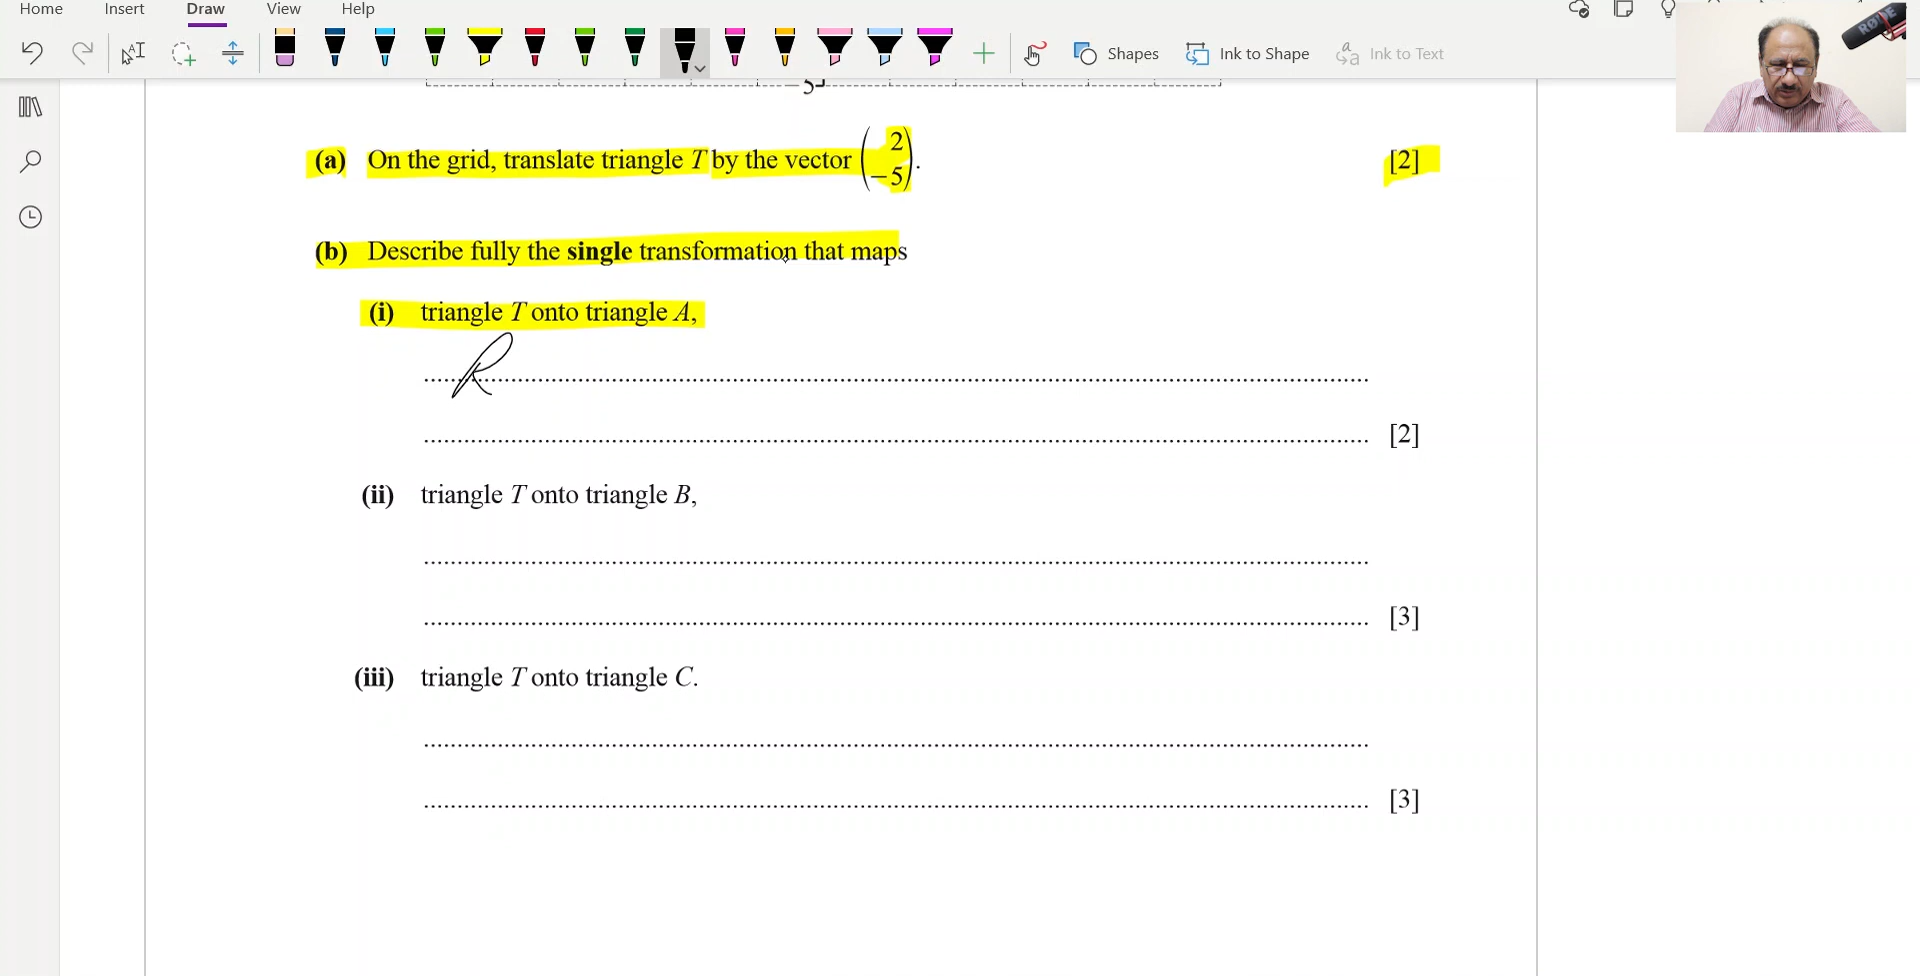 Home Insert Draw View Help
Shapes Ink to Shape Ink to Text
RØDE
– 5
(a) On the grid, translate triangle T by the vector (2 −5). [2]
(b) Describe fully the single transformation that maps
(i) triangle T onto triangle A,
R
[2]
(ii) triangle T onto triangle B,
[3]
(iii) triangle T onto triangle C.
[3]